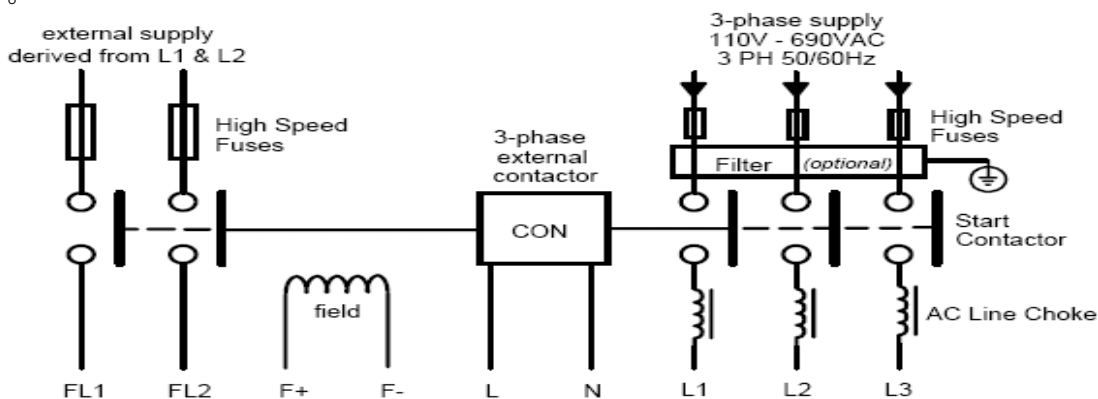 external supply
derived from L1 & L2
3-phase supply
110V - 690VAC
3 PH 50/60Hz
High Speed
Fuses
3-phase
external
contactor
High Speed
Fuses
Filter (optional)
CON
Start
Contactor
field
AC Line Choke
FL1 FL2 F+ F- L N L1 L2 L3